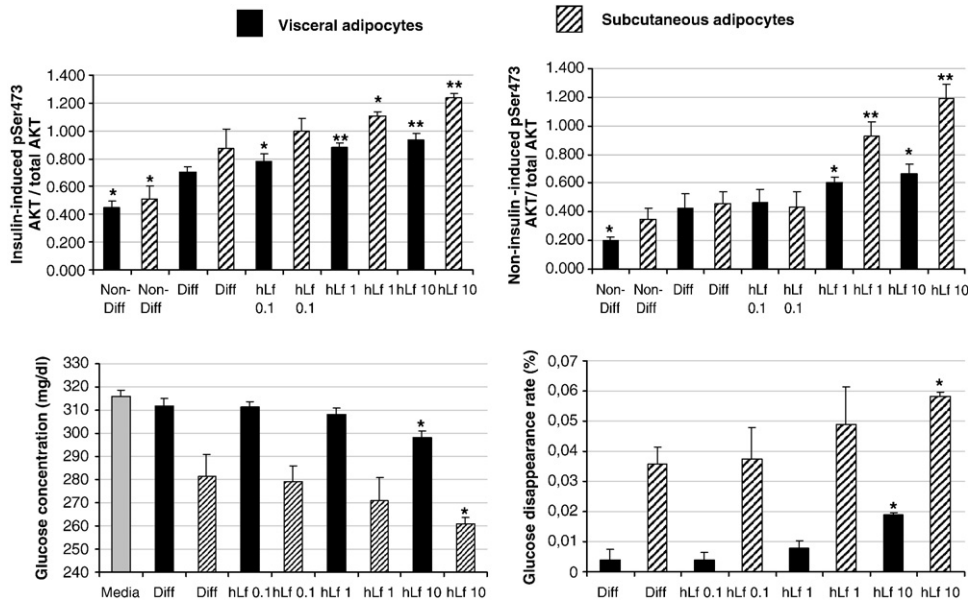 Visceral adipocytes
Subcutaneous adipocytes
Insulin-induced pSer473
AKT / total AKT
1.400
1.200
1.000
0.800
0.600
0.400
0.200
0.000
* * * ** * ** **
Non-Diff Non-Diff Diff Diff hLf 0.1 hLf 0.1 hLf 1 hLf 1 hLf 10 hLf 10
Non-insulin -induced pSer473
AKT/ total AKT
1.400
1.200
1.000
0.800
0.600
0.400
0.200
0.000
* * ** * **
Non-Diff Non-Diff Diff Diff hLf 0.1 hLf 0.1 hLf 1 hLf 1 hLf 10 hLf 10
Glucose concentration (mg/dl)
330
320
310
300
290
280
270
260
250
240
* *
Media Diff Diff hLf 0.1 hLf 0.1 hLf 1 hLf 1 hLf 10 hLf 10
Glucose disappearance rate (%)
0,07
0,06
0,05
0,04
0,03
0,02
0,01
0
* *
Diff Diff hLf 0.1 hLf 0.1 hLf 1 hLf 1 hLf 10 hLf 10